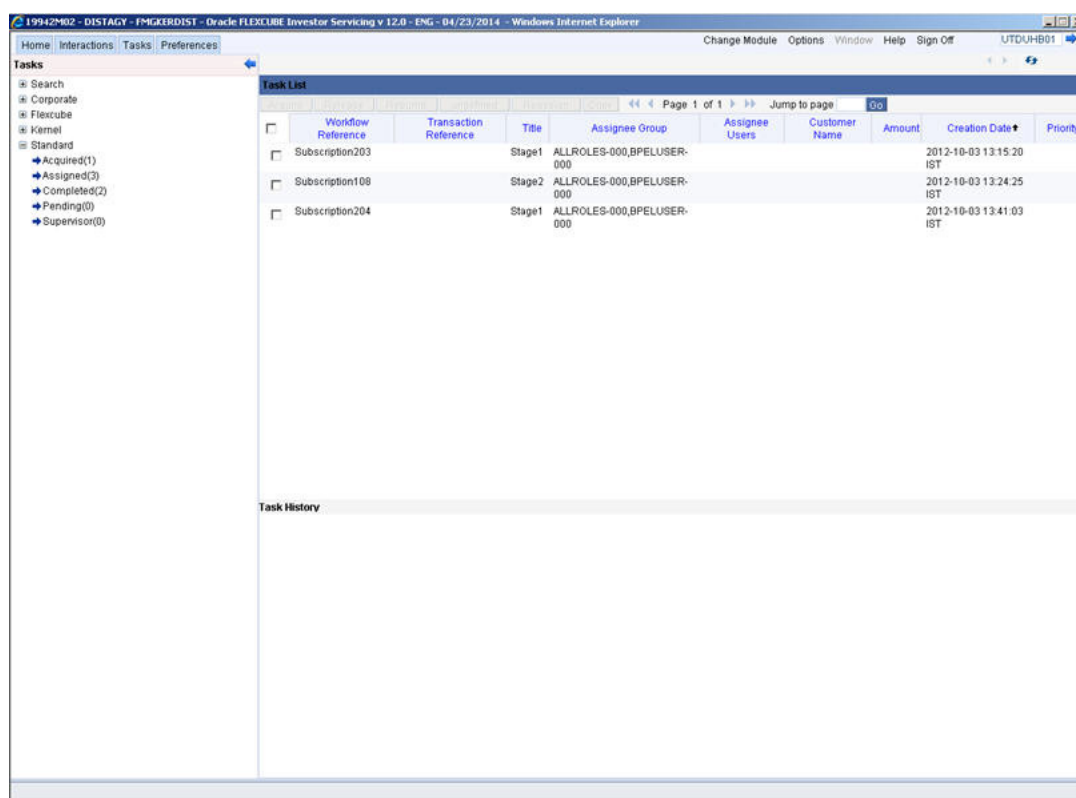 19942M02 - DISTAGY - FMGKERDIST - Oracle FLEXCUBE Investor Servicing v 12.0 - ENG - 04/23/2014 - Windows Internet Explorer
Home Interactions Tasks Preferences
Change Module Options Window Help Sign Off UTDUHB01
Tasks
Search
Corporate
Flexcube
Kernel
Standard
Acquired(1)
Assigned(3)
Completed(2)
Pending(0)
Supervisor(0)
Task List
Page 1 of 1 Jump to page Go
Workflow Reference Transaction Reference Title Assignee Group Assignee Users Customer Name Amount Creation Date Priority
Subscription203 Stage1 ALLROLES-000,BPELUSER- 2012-10-03 13:15:20
000 IST
Subscription108 Stage2 ALLROLES-000,BPELUSER- 2012-10-03 13:24:25
000 IST
Subscription204 Stage1 ALLROLES-000,BPELUSER- 2012-10-03 13:41:03
000 IST
Task History